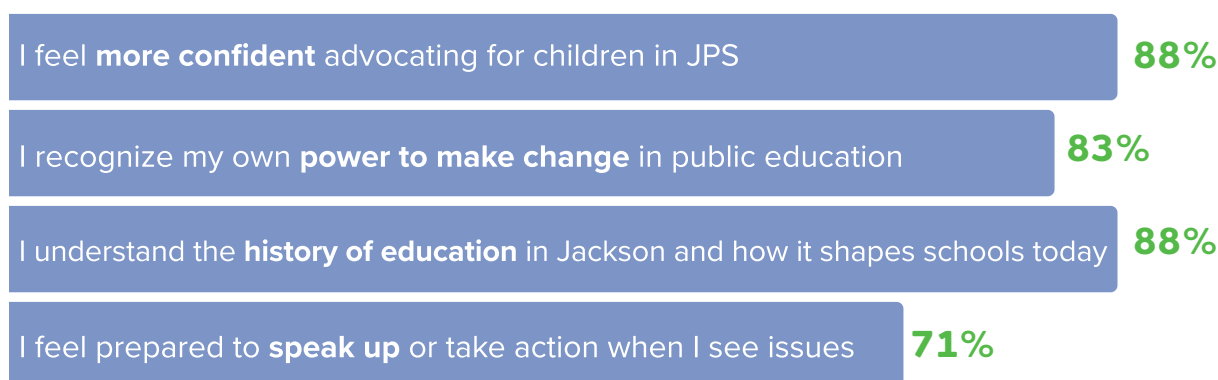 I feel more confident advocating for children in JPS 88%
I recognize my own power to make change in public education 83%
I understand the history of education in Jackson and how it shapes schools today 88%
I feel prepared to speak up or take action when I see issues 71%